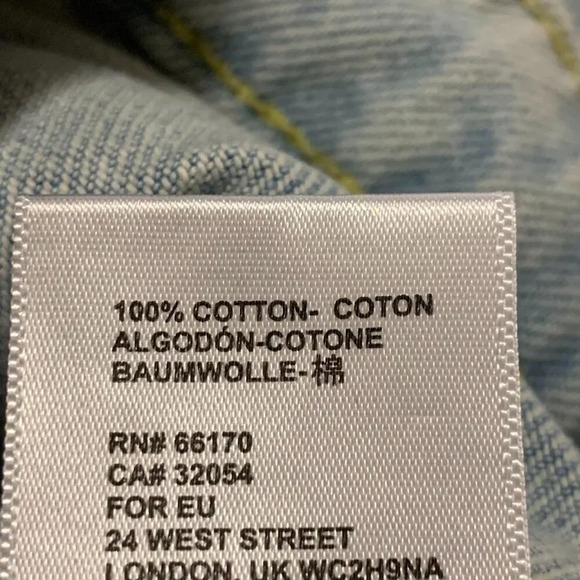 100% COTTON- COTON
ALGODÓN-COTONE
BAUMWOLLE-棉
RN# 66170
CA# 32054
FOR EU
24 WEST STREET
LONDON, UK WC2H9NA